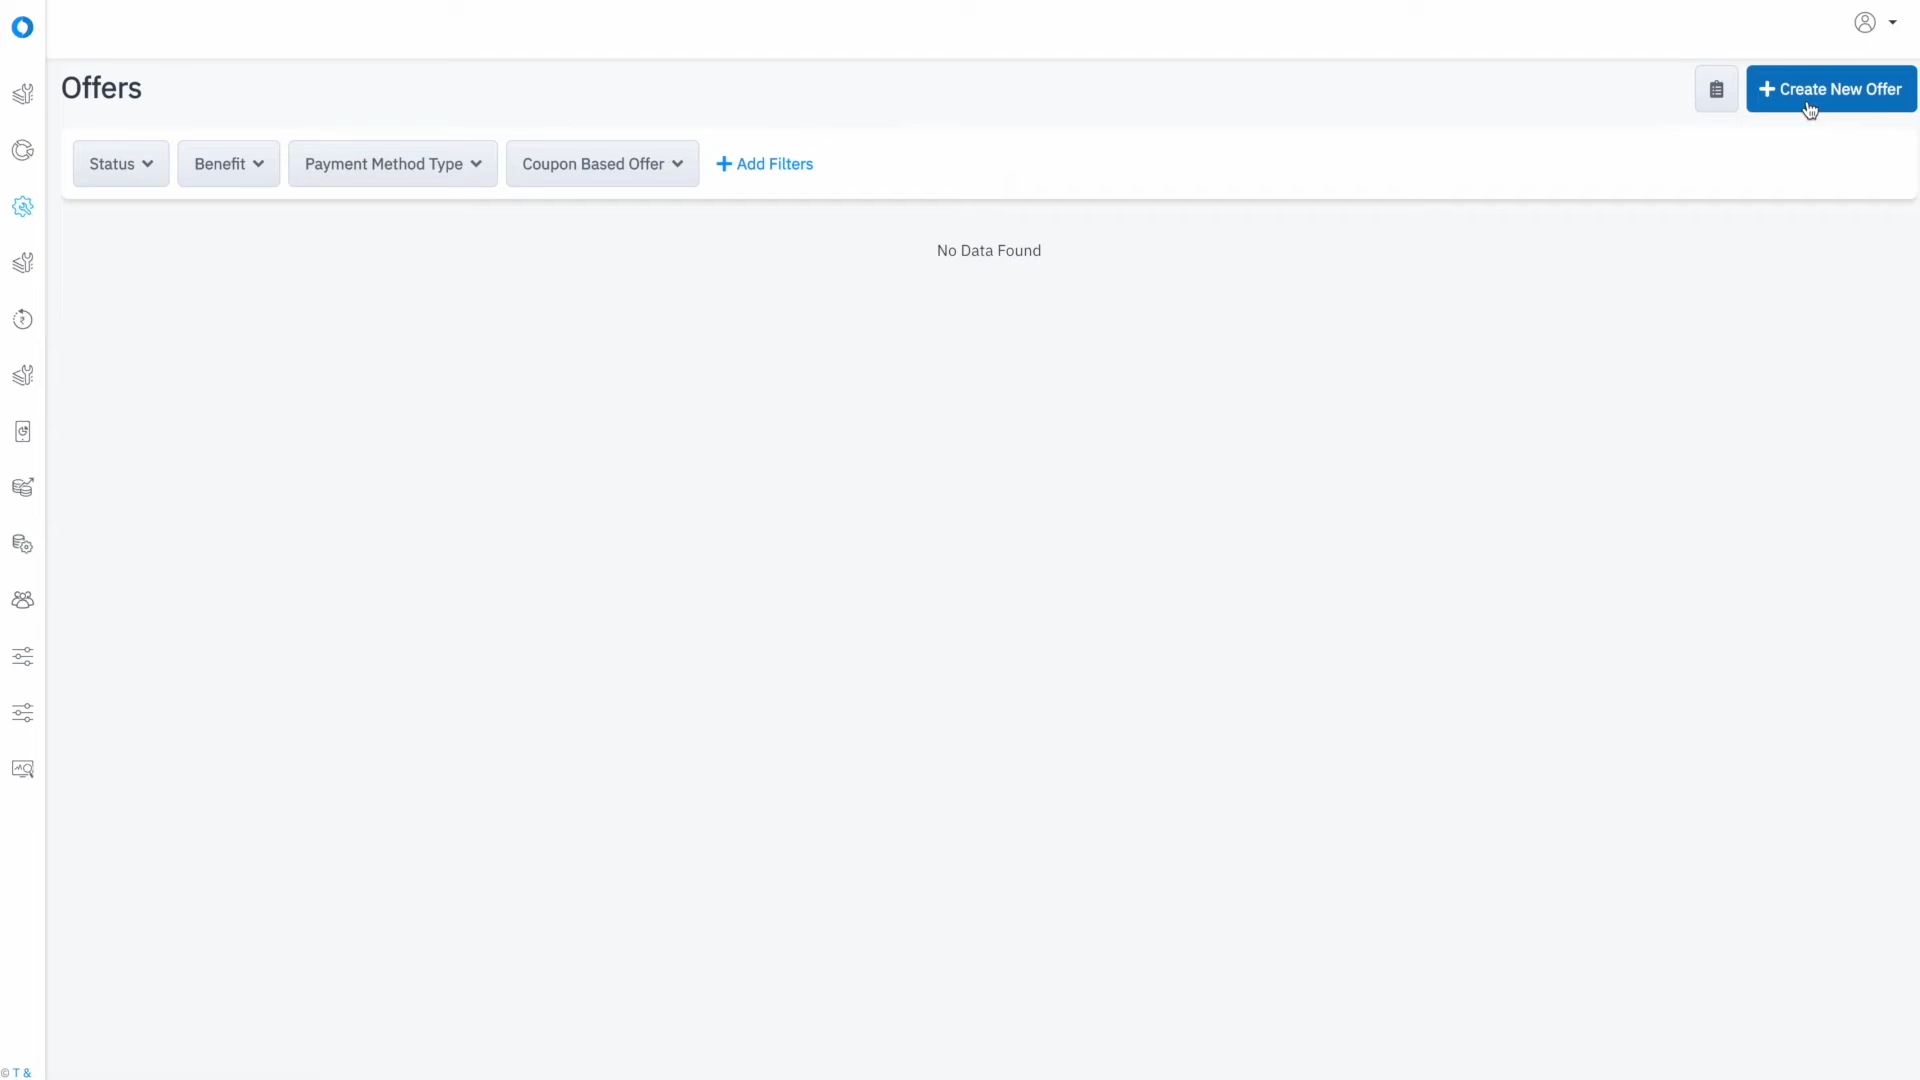 Offers
Create New Offer
Status
Benefit
Payment Method Type
Coupon Based Offer
Add Filters
No Data Found
© T &